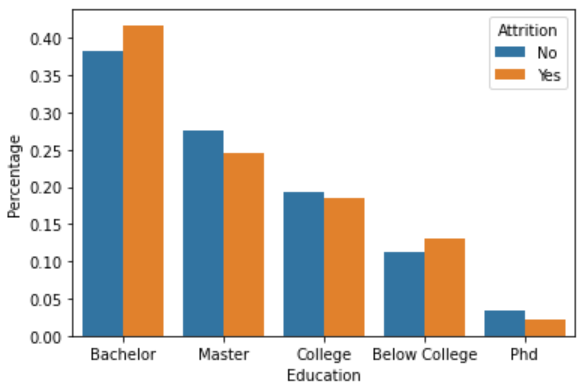 Attrition
No
Yes
0.40
0.35
0.30
0.25
0.20
0.15
0.10
0.05
0.00
Percentage
Bachelor Master College Below College Phd
Education